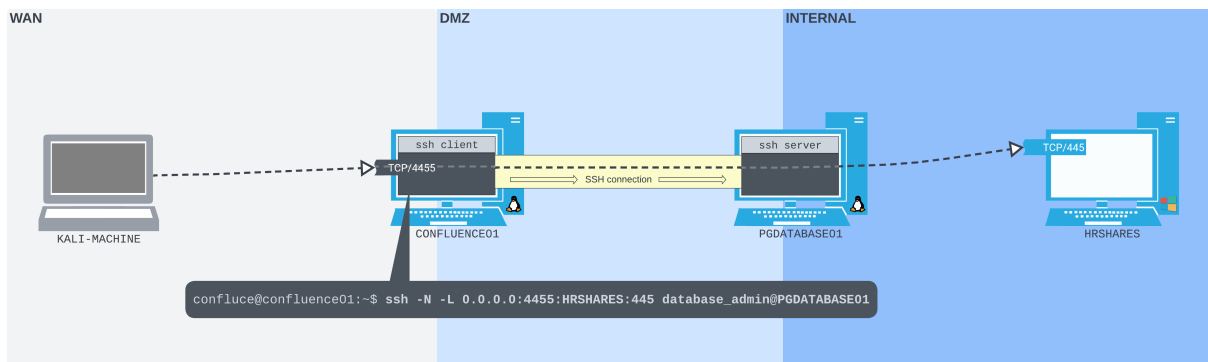 WAN
DMZ
INTERNAL
ssh client
ssh server
TCP/4455
TCP/445
SSH connection
KALI-MACHINE
CONFLUENCE01
PGDATABASE01
HRSHARES
confluce@confluence01:~$ ssh -N -L 0.0.0.0:4455:HRSHARES:445 database_admin@PGDATABASE01